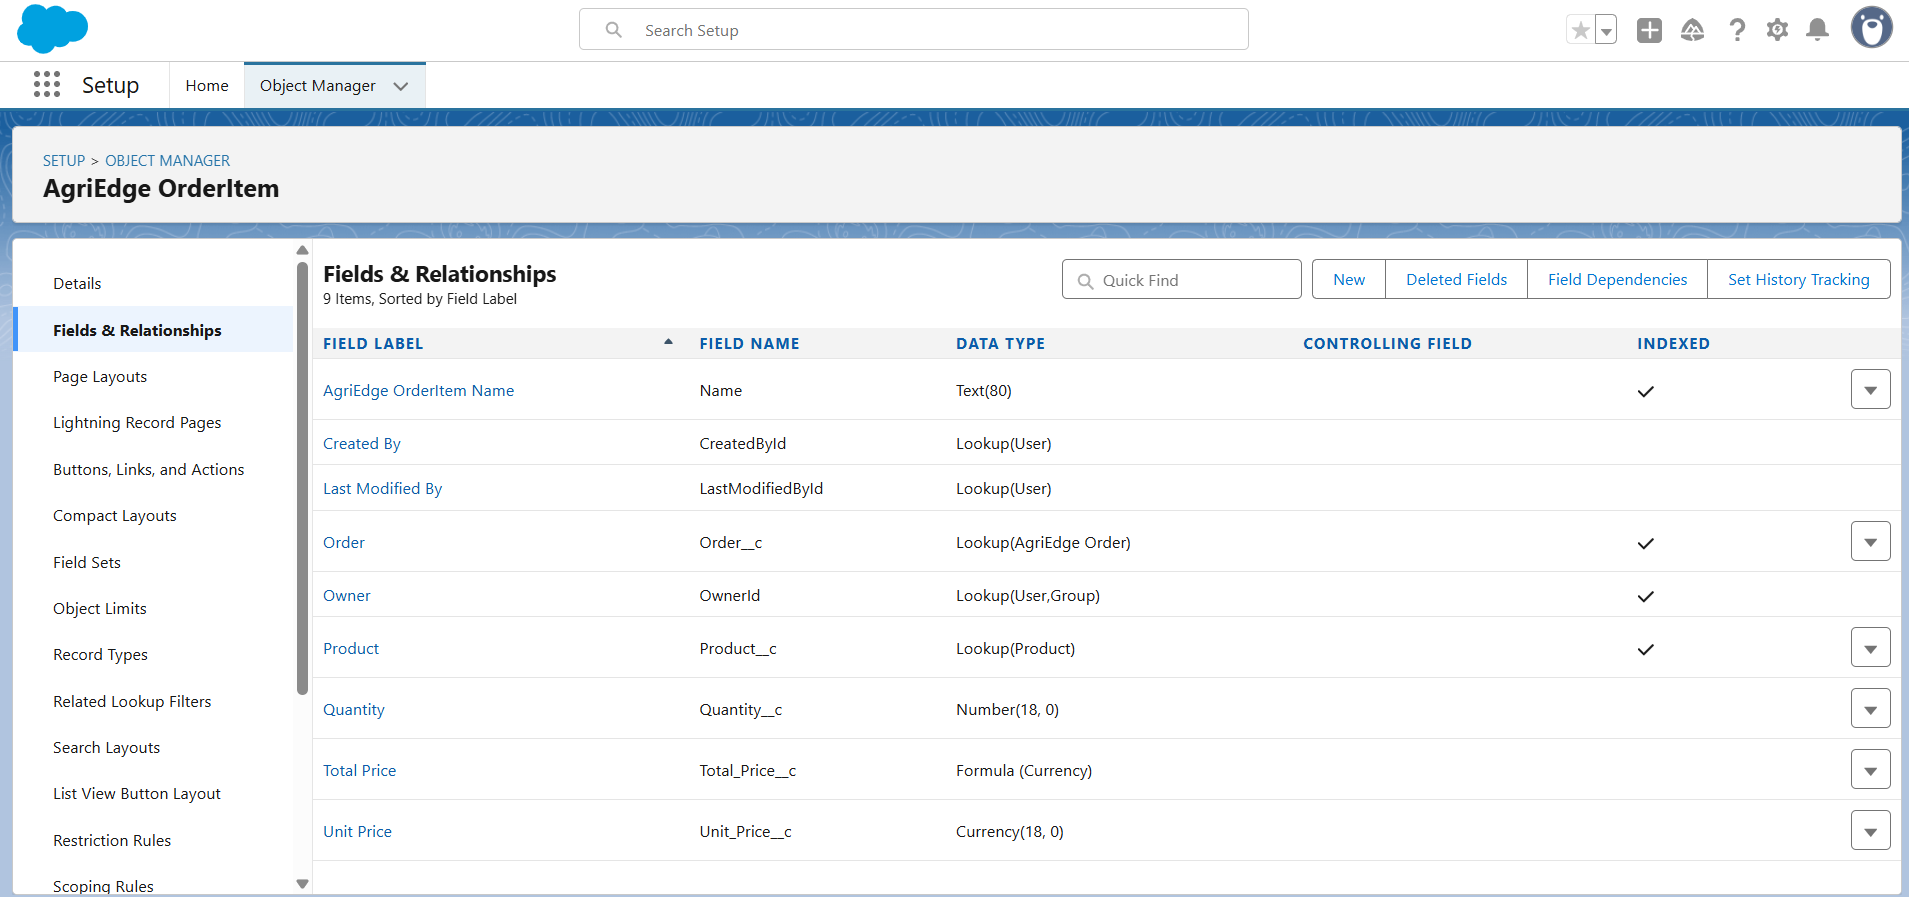 Search Setup
Setup
Home
Object Manager
SETUP > OBJECT MANAGER
AgriEdge OrderItem
Details
Fields & Relationships
Page Layouts
Lightning Record Pages
Buttons, Links, and Actions
Compact Layouts
Field Sets
Object Limits
Record Types
Related Lookup Filters
Search Layouts
List View Button Layout
Restriction Rules
Scoping Rules
Fields & Relationships
9 Items, Sorted by Field Label
Quick Find
New
Deleted Fields
Field Dependencies
Set History Tracking
FIELD LABEL FIELD NAME DATA TYPE CONTROLLING FIELD INDEXED
AgriEdge OrderItem Name Name Text(80)
Created By CreatedById Lookup(User)
Last Modified By LastModifiedById Lookup(User)
Order Order__c Lookup(AgriEdge Order)
Owner OwnerId Lookup(User,Group)
Product Product__c Lookup(Product)
Quantity Quantity__c Number(18, 0)
Total Price Total_Price__c Formula (Currency)
Unit Price Unit_Price__c Currency(18, 0)